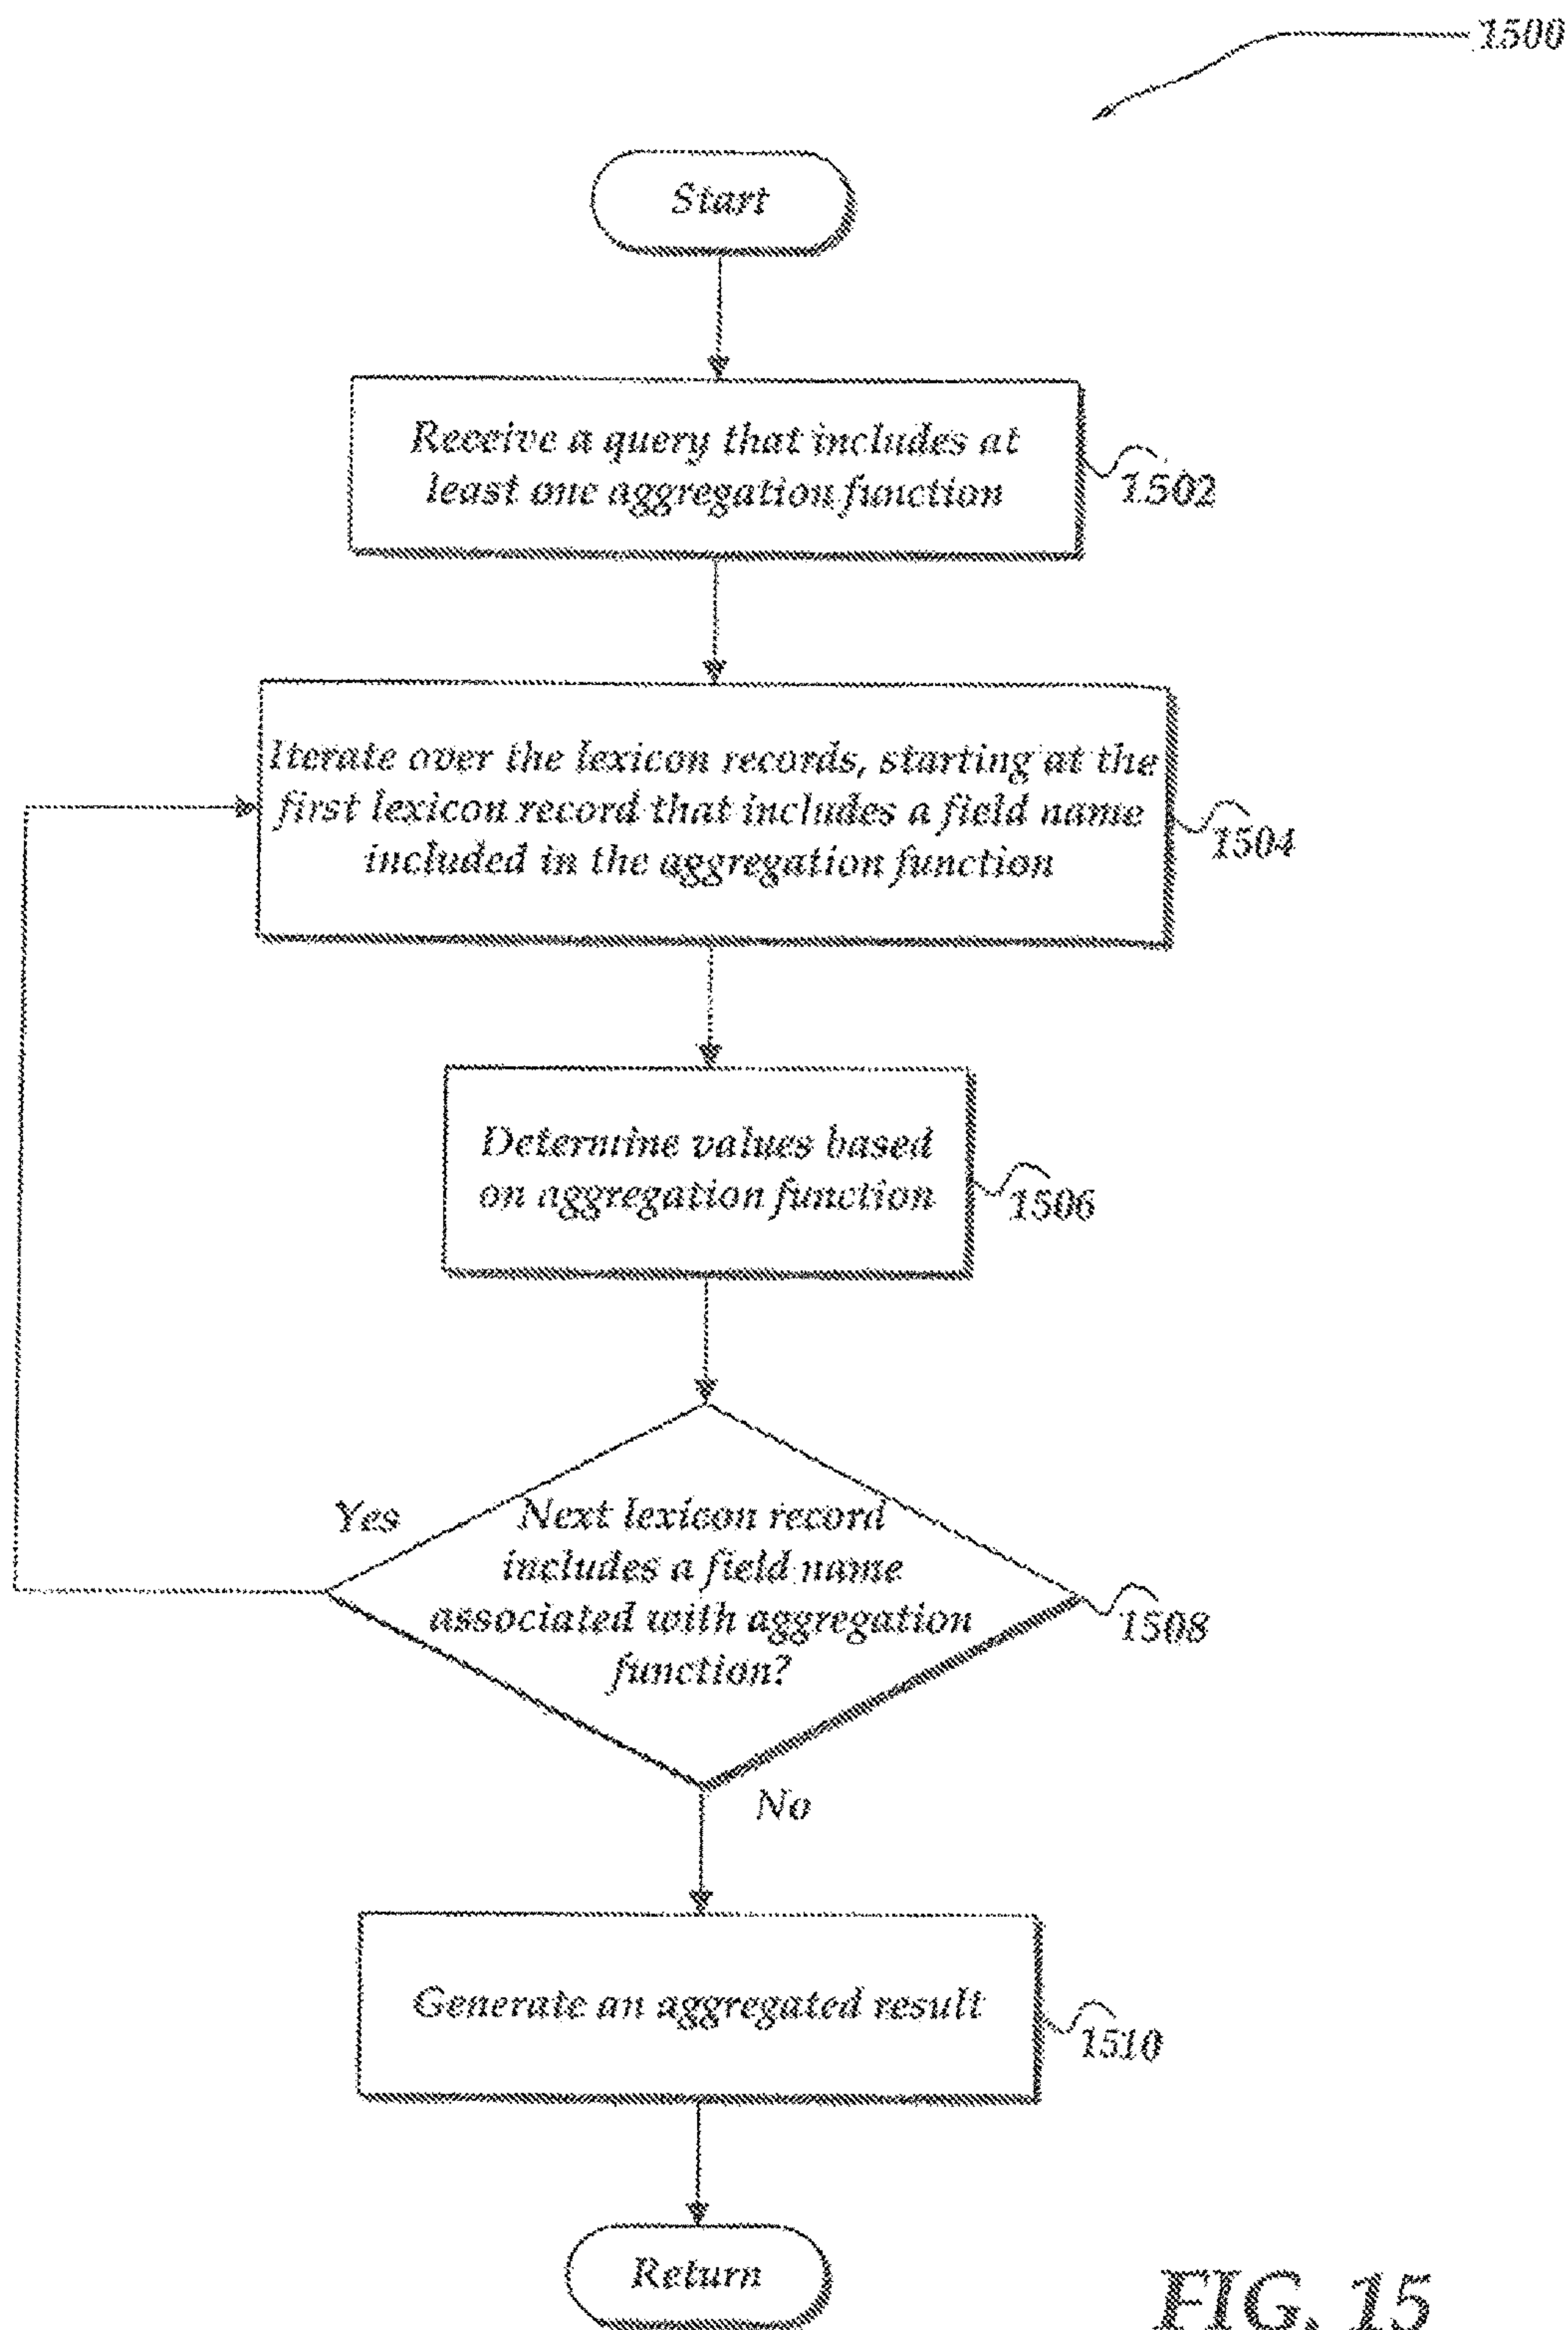 1500
Start
Receive a query that includes at
least one aggregation function
1502
Iterate over the lexicon records, starting at the
first lexicon record that includes a field name
included in the aggregation function
1504
Determine values based
on aggregation function
1506
Yes
Next lexicon record
includes a field name
associated with aggregation
function?
1508
No
Generate an aggregated result
1510
Return
FIG. 15